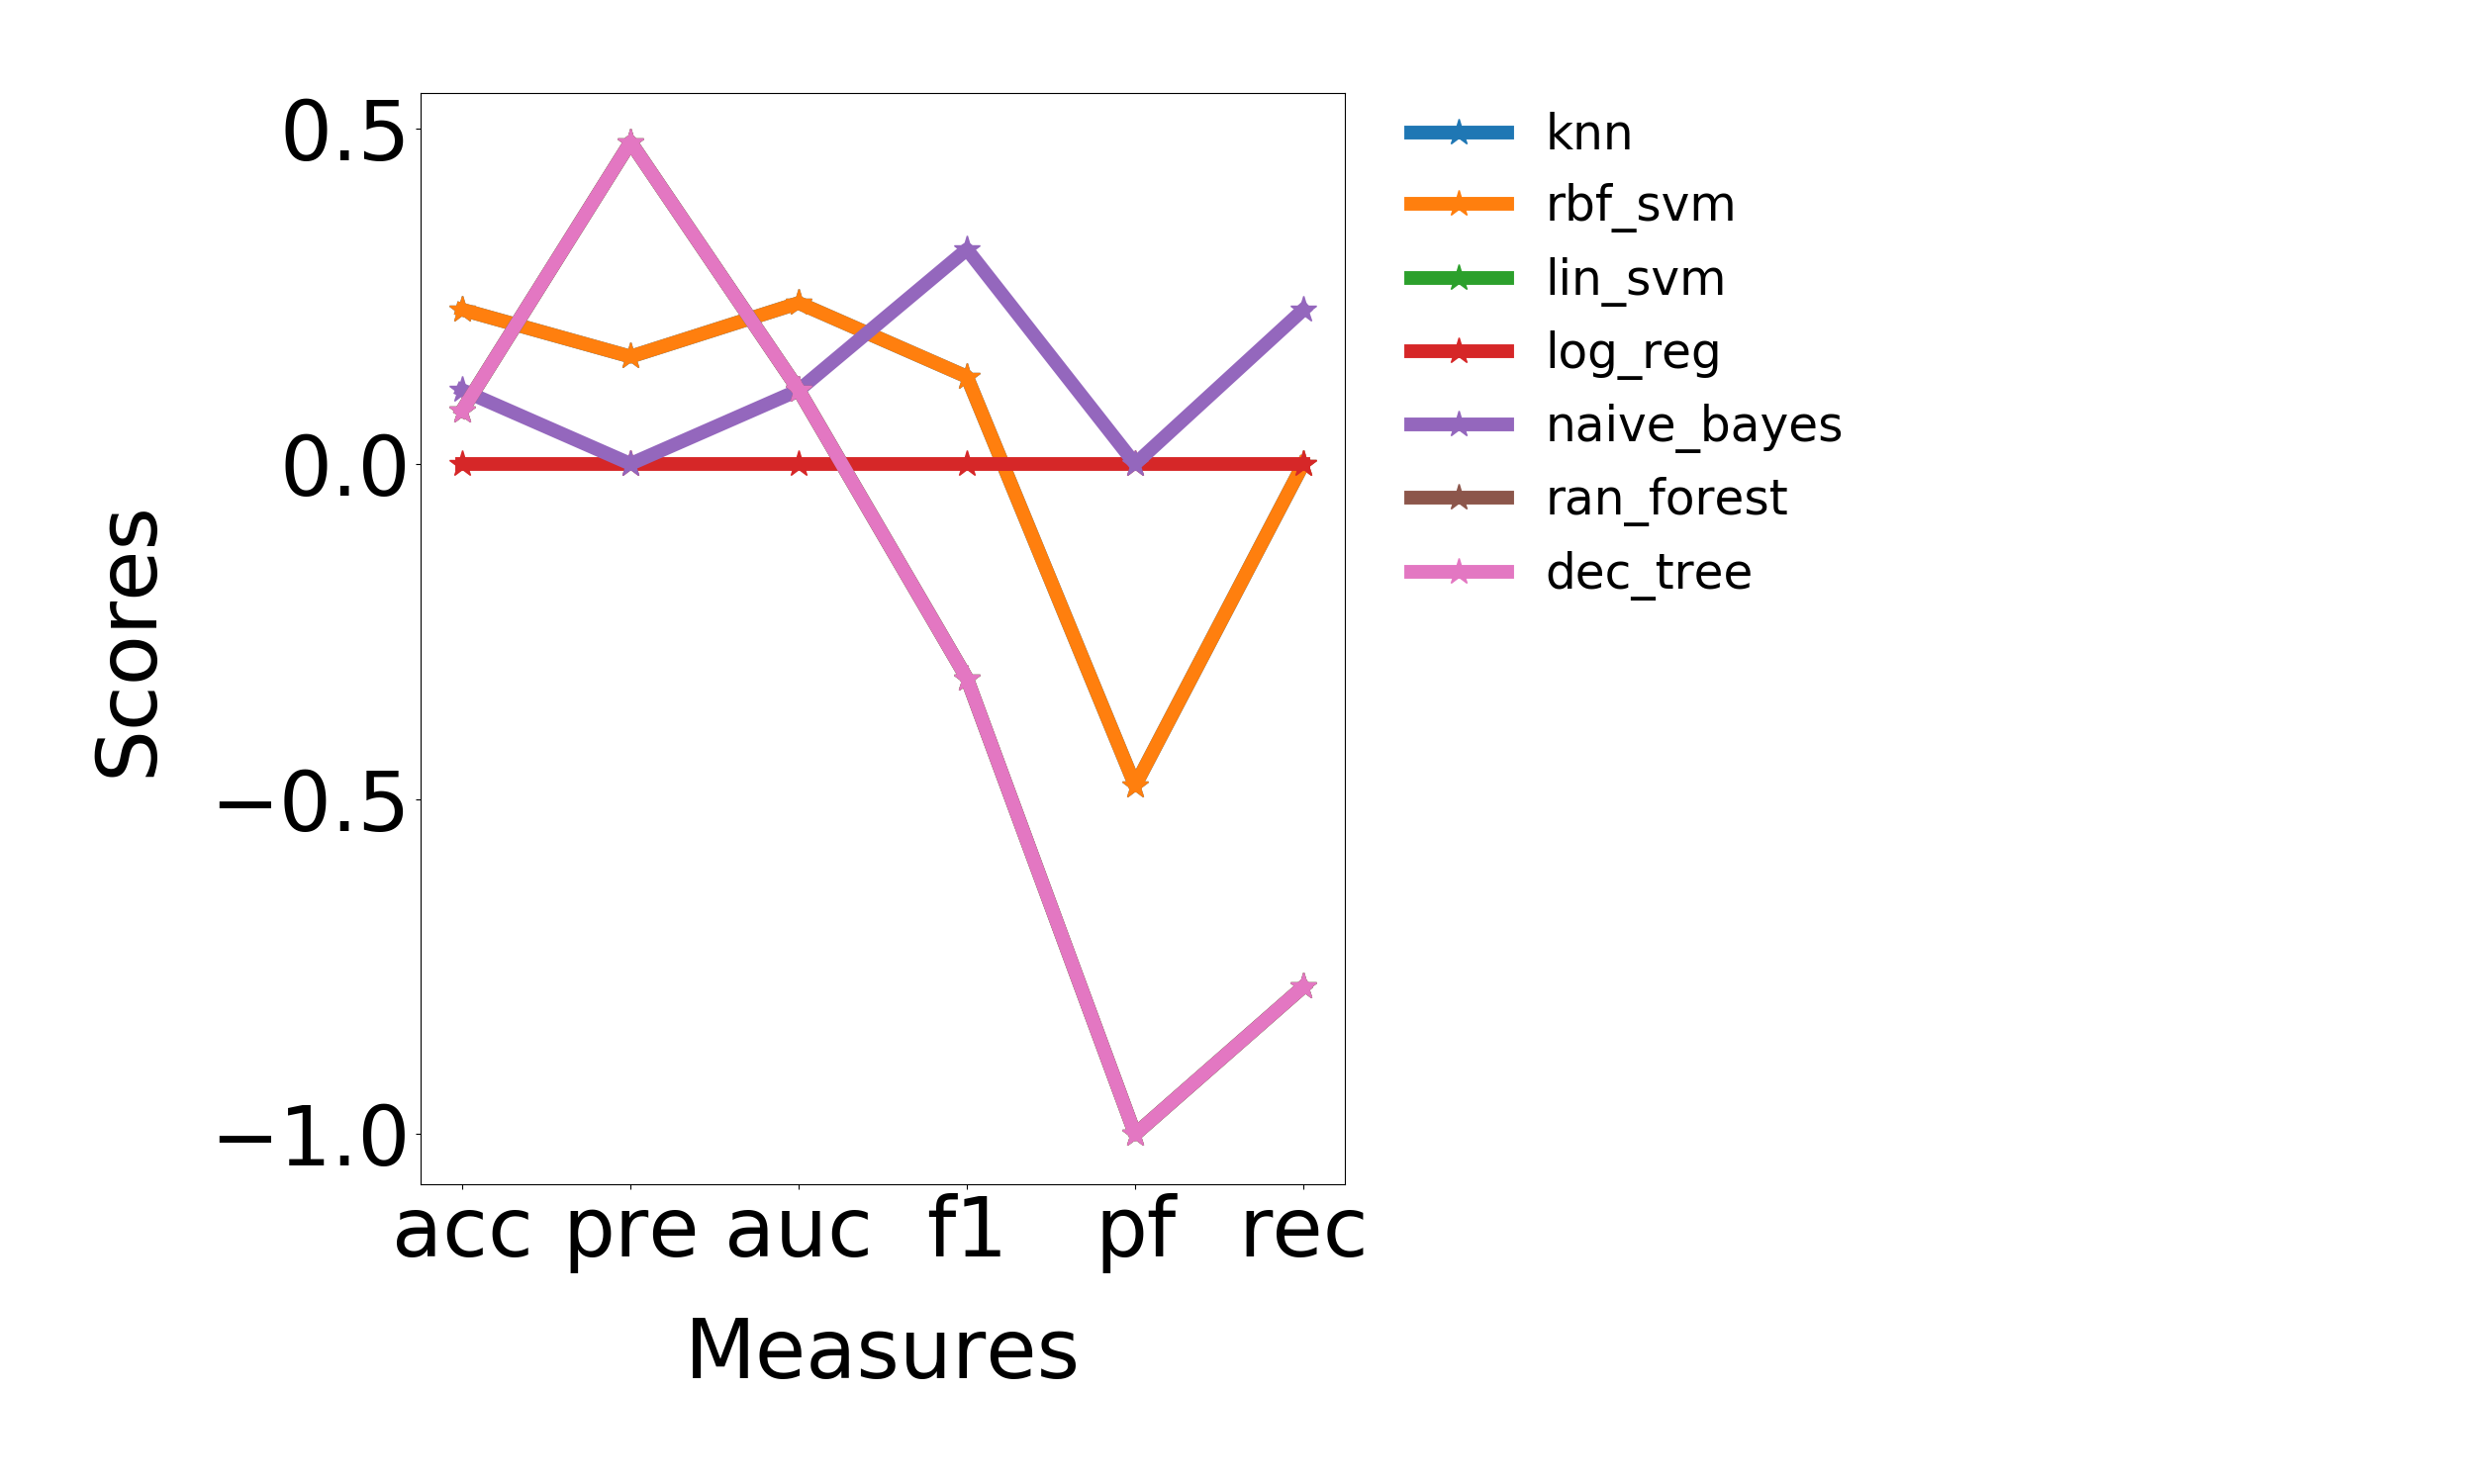 0.5
0.0
−0.5
−1.0
Scores
acc pre auc f1 pf rec
Measures
knn
rbf_svm
lin_svm
log_reg
naive_bayes
ran_forest
dec_tree